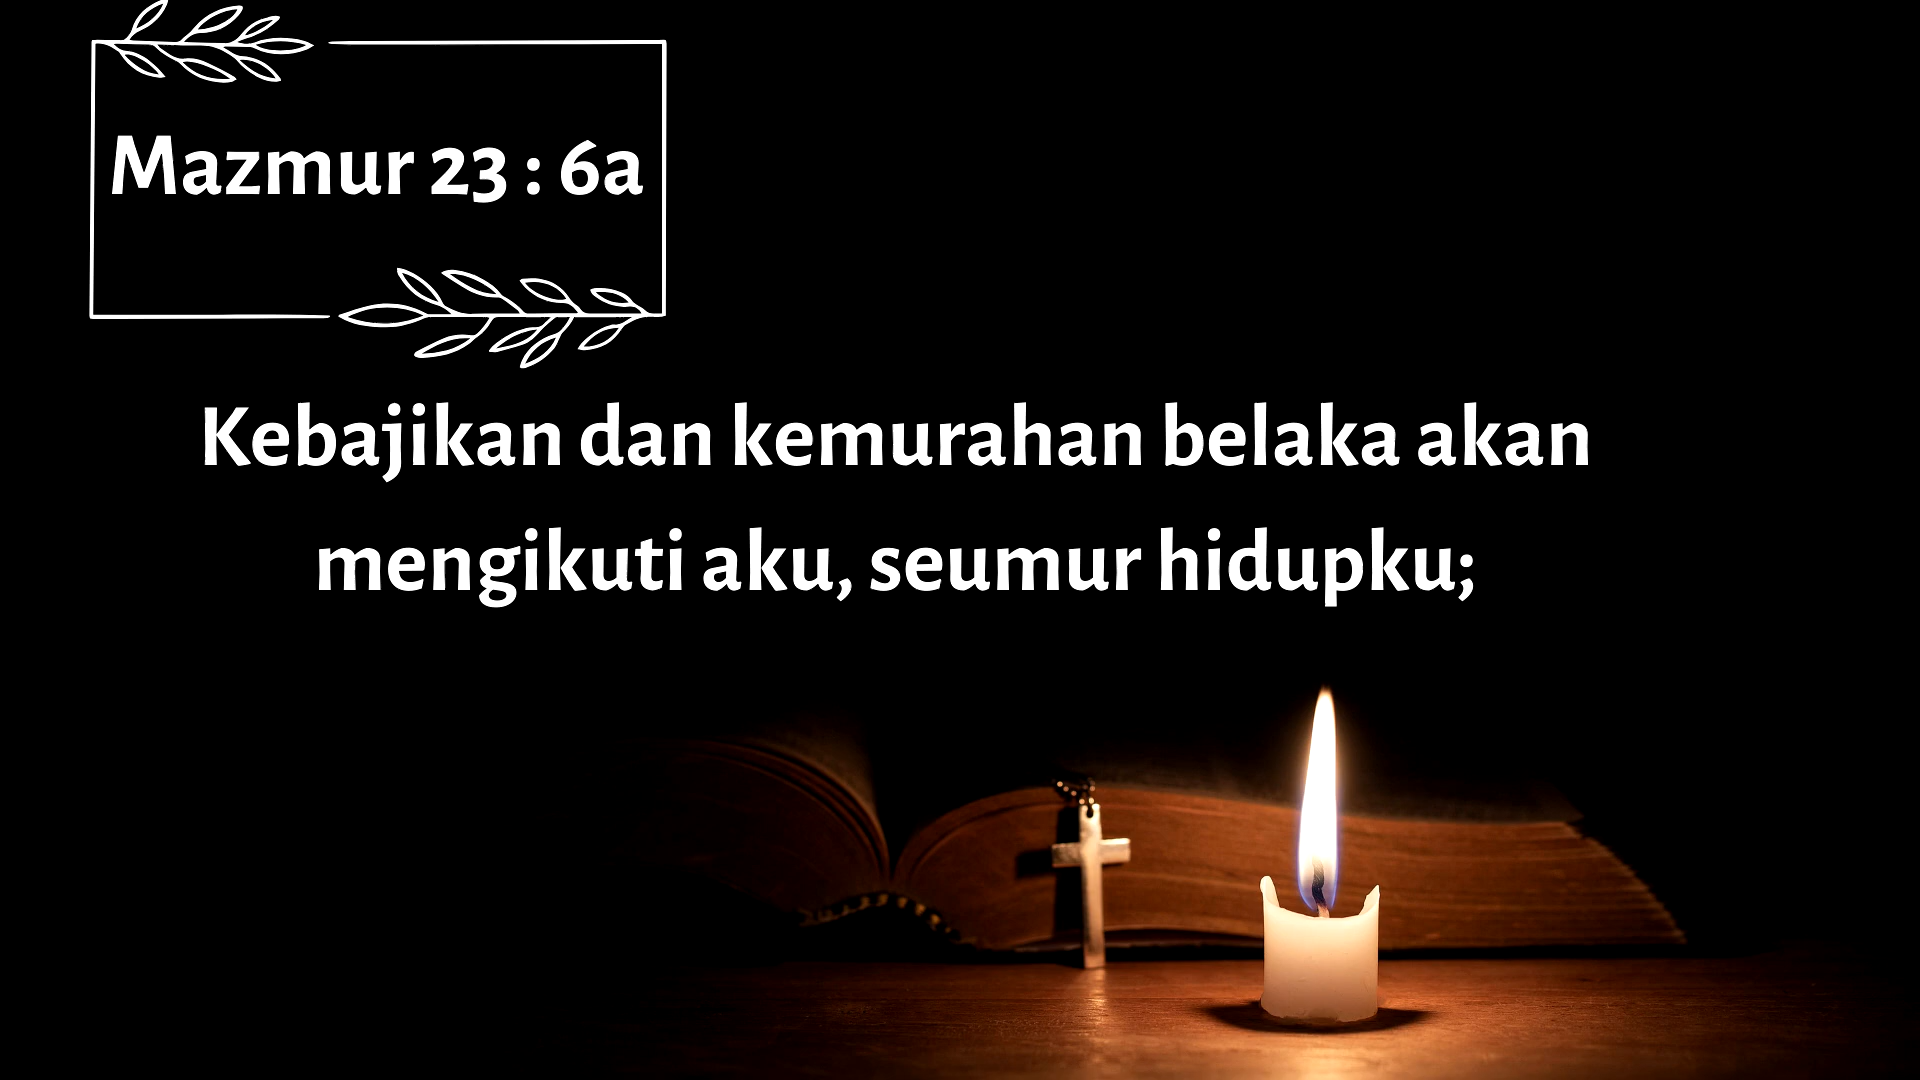 Mazmur 23 : 6a
Kebajikan dan kemurahan belaka akan
mengikuti aku, seumur hidupku;